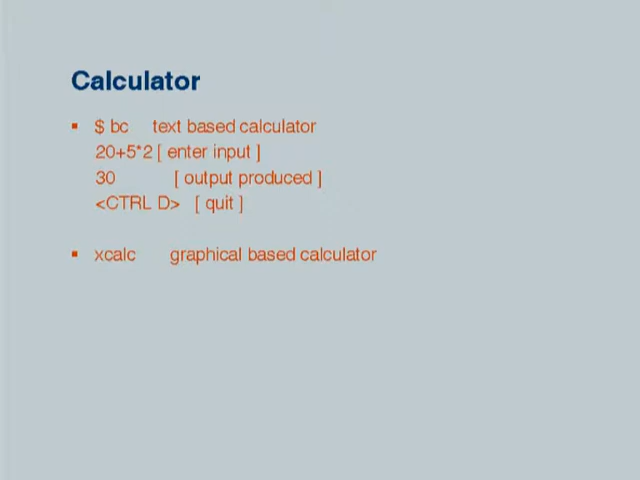 Calculator
▪ $ bc text based calculator
20+5*2 [ enter input ]
30 [ output produced ]
<CTRL D> [ quit ]
▪ xcalc graphical based calculator